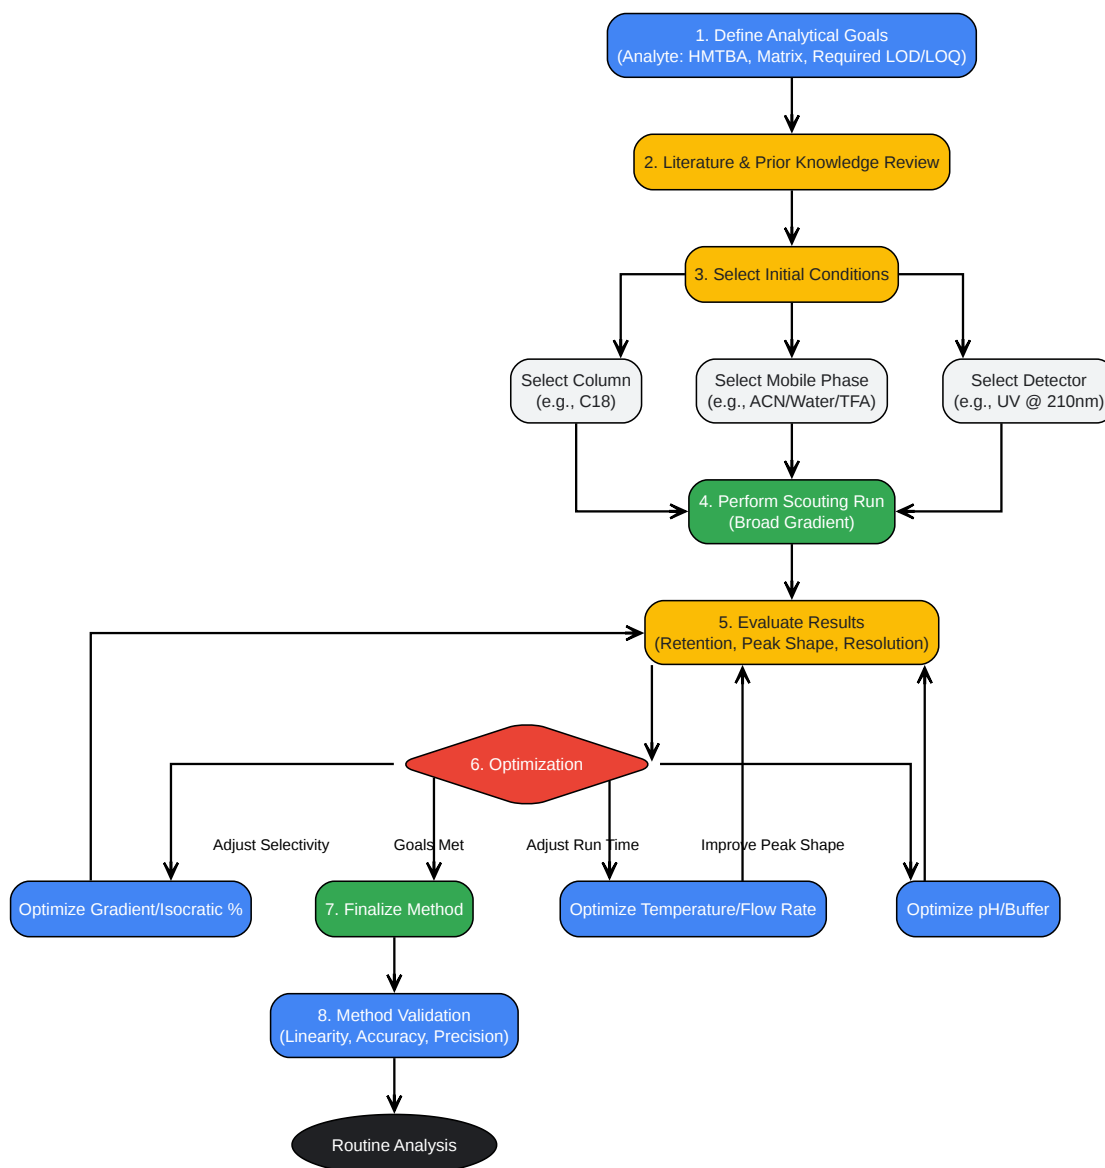 1. Define Analytical Goals
(Analyte: HMTBA, Matrix, Required LOD/LOQ)
2. Literature & Prior Knowledge Review
3. Select Initial Conditions
Select Column
(e.g., C18)
Select Mobile Phase
(e.g., ACN/Water/TFA)
Select Detector
(e.g., UV @ 210nm)
4. Perform Scouting Run
(Broad Gradient)
5. Evaluate Results
(Retention, Peak Shape, Resolution)
6. Optimization
Adjust Selectivity
Goals Met
Adjust Run Time
Improve Peak Shape
Optimize Gradient/Isocratic %
7. Finalize Method
Optimize Temperature/Flow Rate
Optimize pH/Buffer
8. Method Validation
(Linearity, Accuracy, Precision)
Routine Analysis